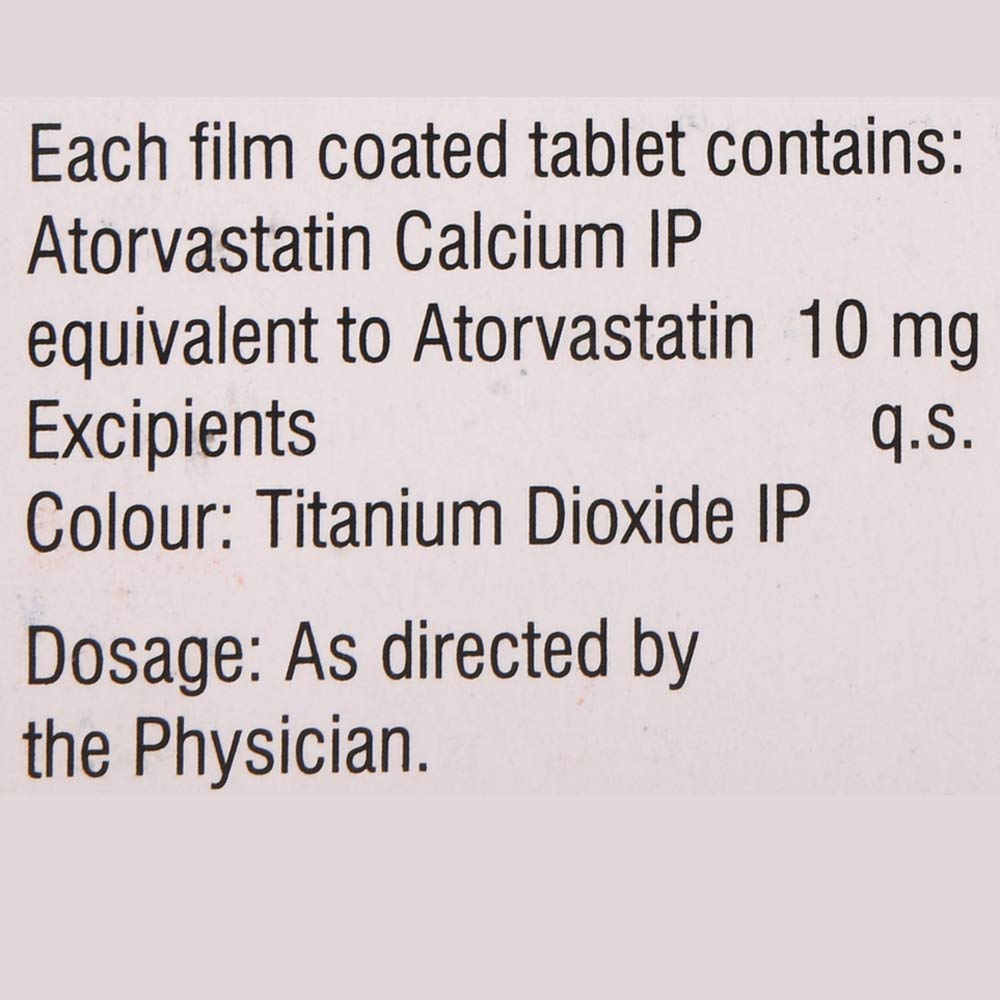 Each film coated tablet contains:
Atorvastatin Calcium IP
equivalent to Atorvastatin 10 mg
Excipients q.s.
Colour: Titanium Dioxide IP
Dosage: As directed by
the Physician.